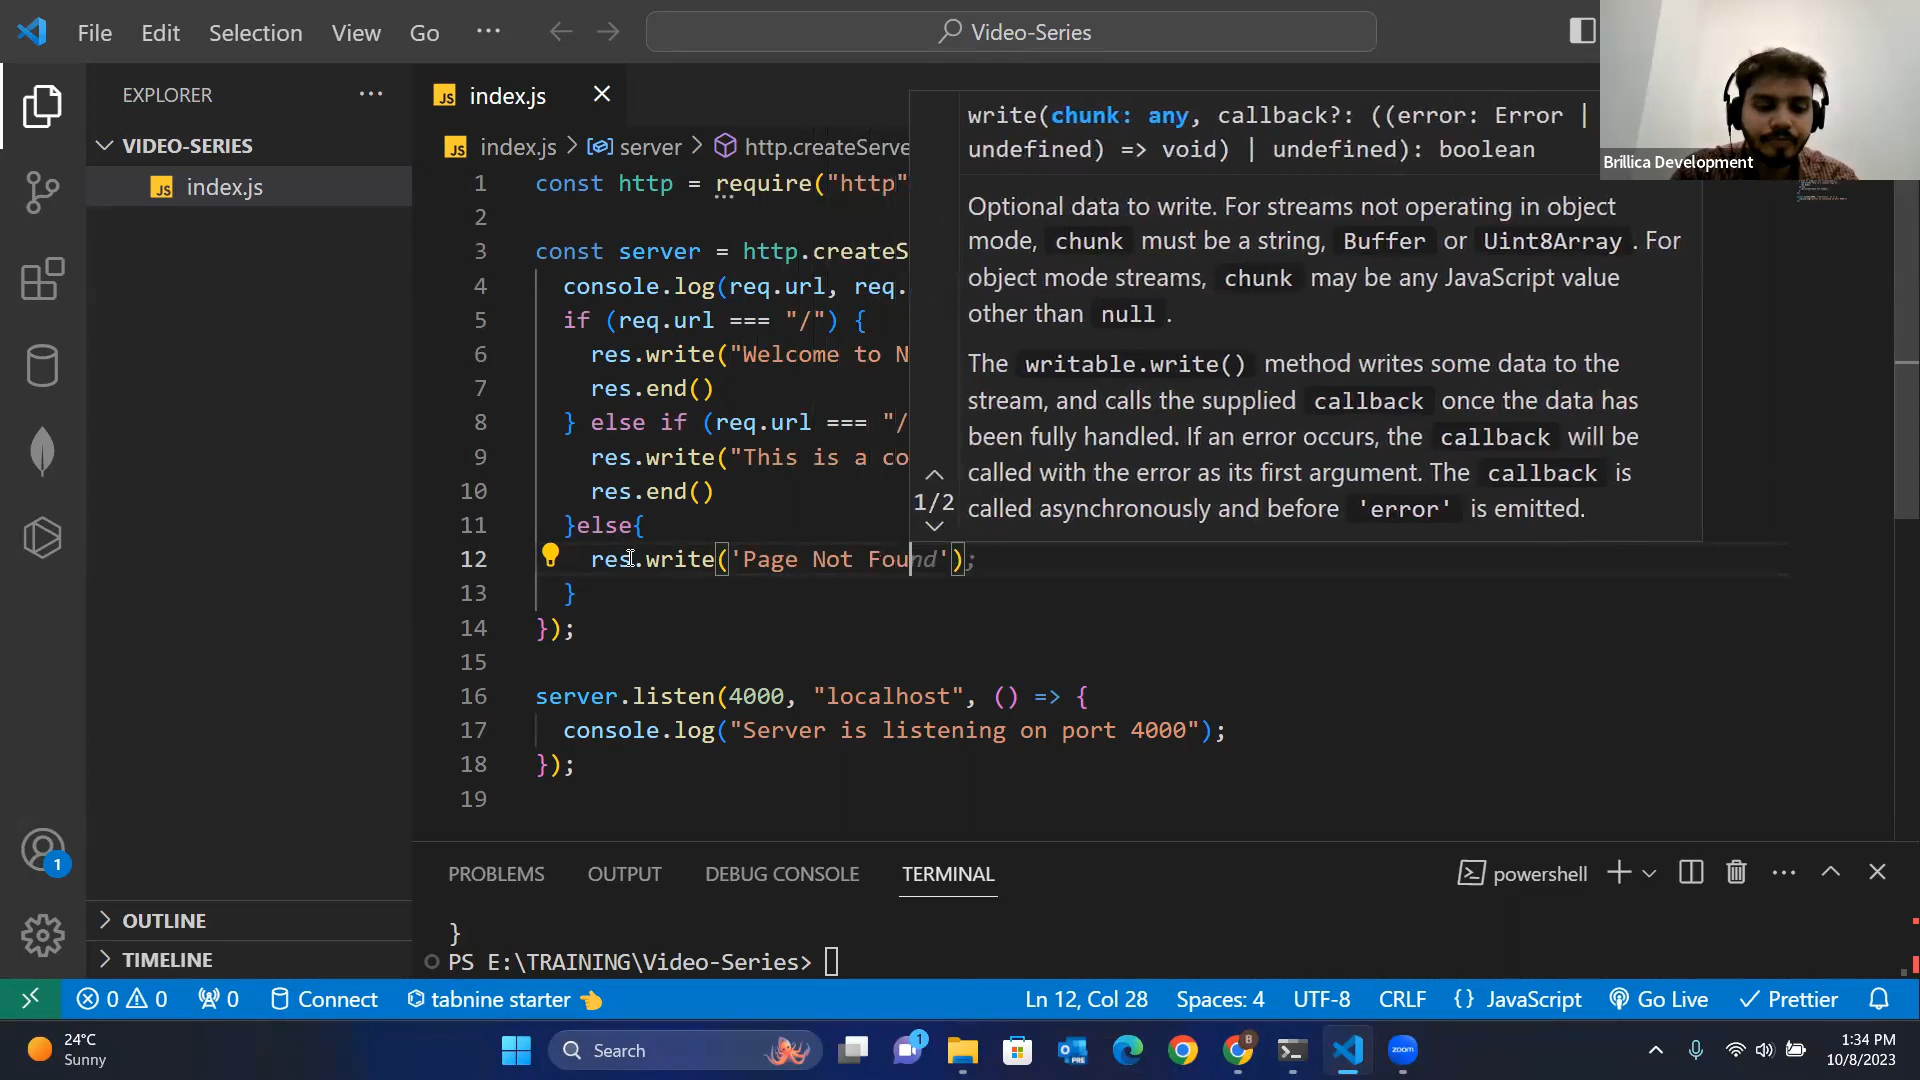 File Edit Selection View Go ··· Video-Series
EXPLORER ···
VIDEO-SERIES
JS index.js
OUTLINE
TIMELINE
JS index.js
JS index.js > server > http.createServe
1 const http = require("http"
2
3 const server = http.createS
4 console.log(req.url, req.
5 if (req.url === "/") {
6 res.write("Welcome to N
7 res.end()
8 } else if (req.url === "/
9 res.write("This is a co
10 res.end()
11 }else{
12 res.write('Page Not Found');
13 }
14 });
15
16 server.listen(4000, "localhost", () => {
17 console.log("Server is listening on port 4000");
18 });
19
write(chunk: any, callback?: ((error: Error |
undefined) => void) | undefined): boolean
Optional data to write. For streams not operating in object
mode, chunk must be a string, Buffer or Uint8Array . For
object mode streams, chunk may be any JavaScript value
other than null .
The writable.write() method writes some data to the
stream, and calls the supplied callback once the data has
been fully handled. If an error occurs, the callback will be
called with the error as its first argument. The callback is
called asynchronously and before 'error' is emitted.
1/2
Brillica Development
PROBLEMS OUTPUT DEBUG CONSOLE TERMINAL powershell
}
PS E:\TRAINING\Video-Series>
1
0 0 0 Connect tabnine starter Ln 12, Col 28 Spaces: 4 UTF-8 CRLF {} JavaScript Go Live Prettier
24°C
Sunny
Search
1
PRE
B
zoom
1:34 PM
10/8/2023